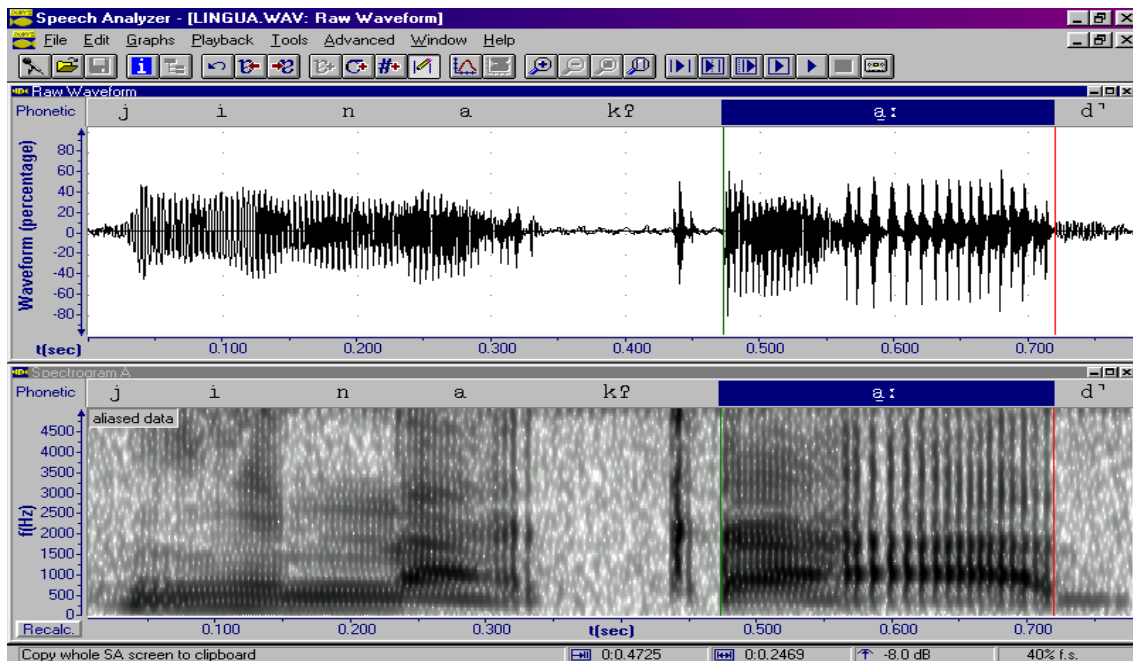 Speech Analyzer - [LINGUA.WAV: Raw Waveform]
File Edit Graphs Playback Tools Advanced Window Help
Raw Waveform
Phonetic j i n a kʔ a̱ː d̚
Waveform (percentage)
80
60
40
20
0
-20
-40
-60
-80
t(sec) 0.100 0.200 0.300 0.400 0.500 0.600 0.700
Spectrogram A
Phonetic j i n a kʔ a̱ː d̚
aliased data
f(Hz)
4500
4000
3500
3000
2500
2000
1500
1000
500
0
Recalc. 0.100 0.200 0.300 t(sec) 0.500 0.600 0.700
Copy whole SA screen to clipboard 0:0.4725 0:0.2469 -8.0 dB 40% f.s.